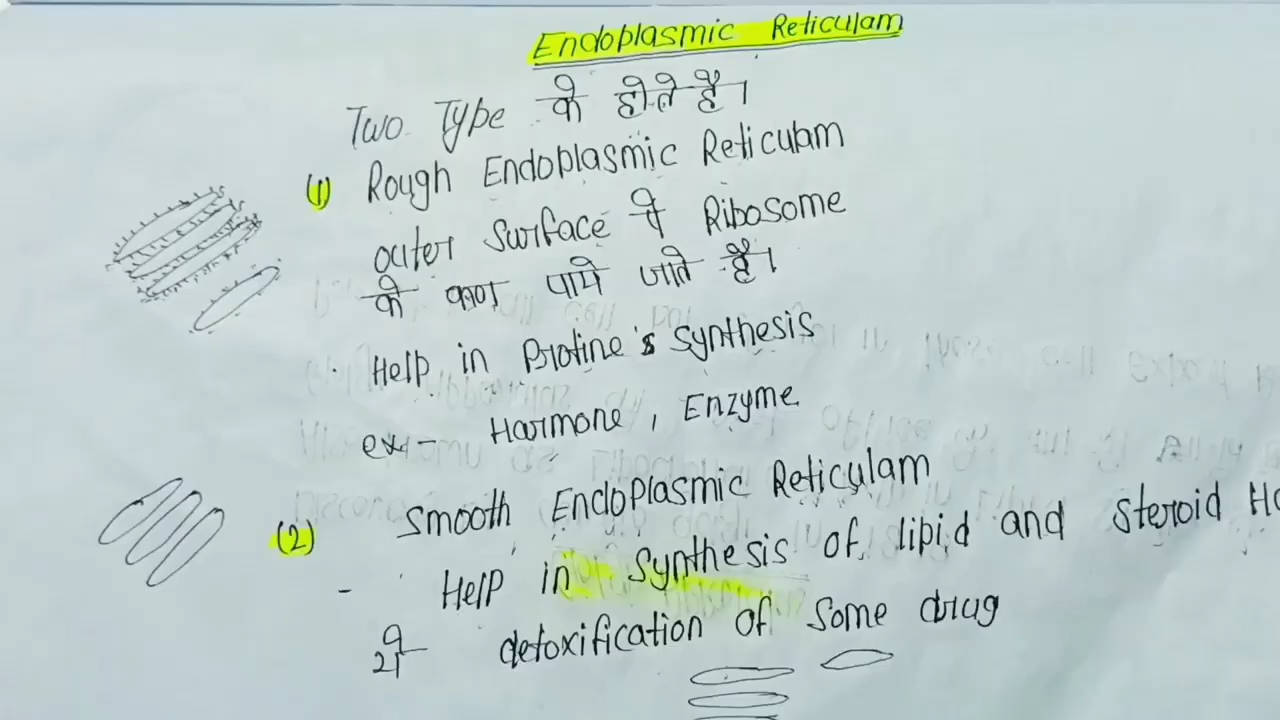 Endoplasmic Reticulam
Two Type के होते है।
(1) Rough Endoplasmic Reticulam
outer surface पे Ribosome
के कण पाये जाते है।
Help in Protine's Synthesis
ex:- Harmone, Enzyme
(2) Smooth Endoplasmic Reticulam
- Help in Synthesis of lipid and steroid Ho
detoxification of some drug